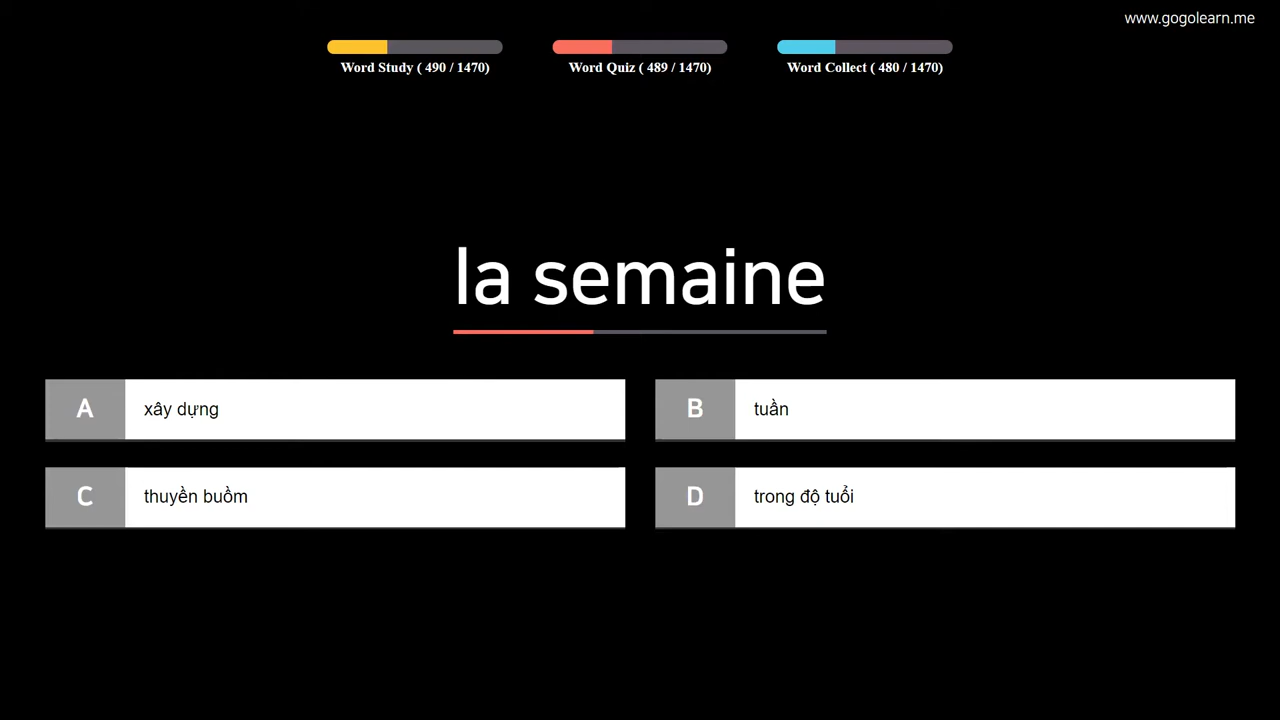 www.gogolearn.me
Word Study ( 490 / 1470)
Word Quiz ( 489 / 1470)
Word Collect ( 480 / 1470)
la semaine
A xây dựng
B tuần
C thuyền buồm
D trong độ tuổi